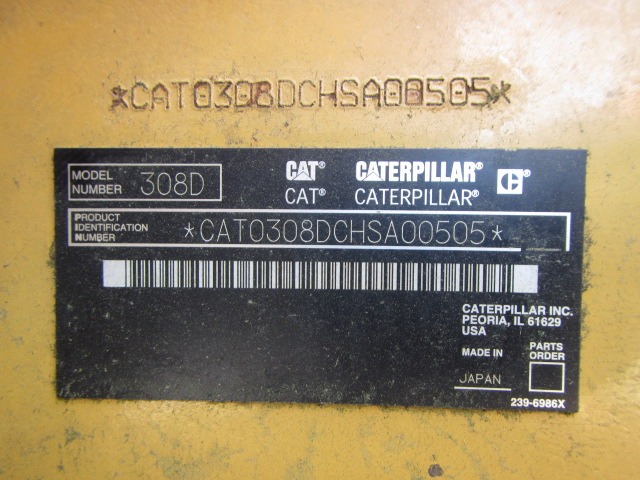 *CAT0308DCHSA00505*
MODEL NUMBER 308D
CAT® CATERPILLAR® C®
CAT® CATERPILLAR®
PRODUCT IDENTIFICATION NUMBER *CAT0308DCHSA00505*
CATERPILLAR INC.
PEORIA, IL 61629
USA
MADE IN JAPAN
PARTS ORDER
239-6986X